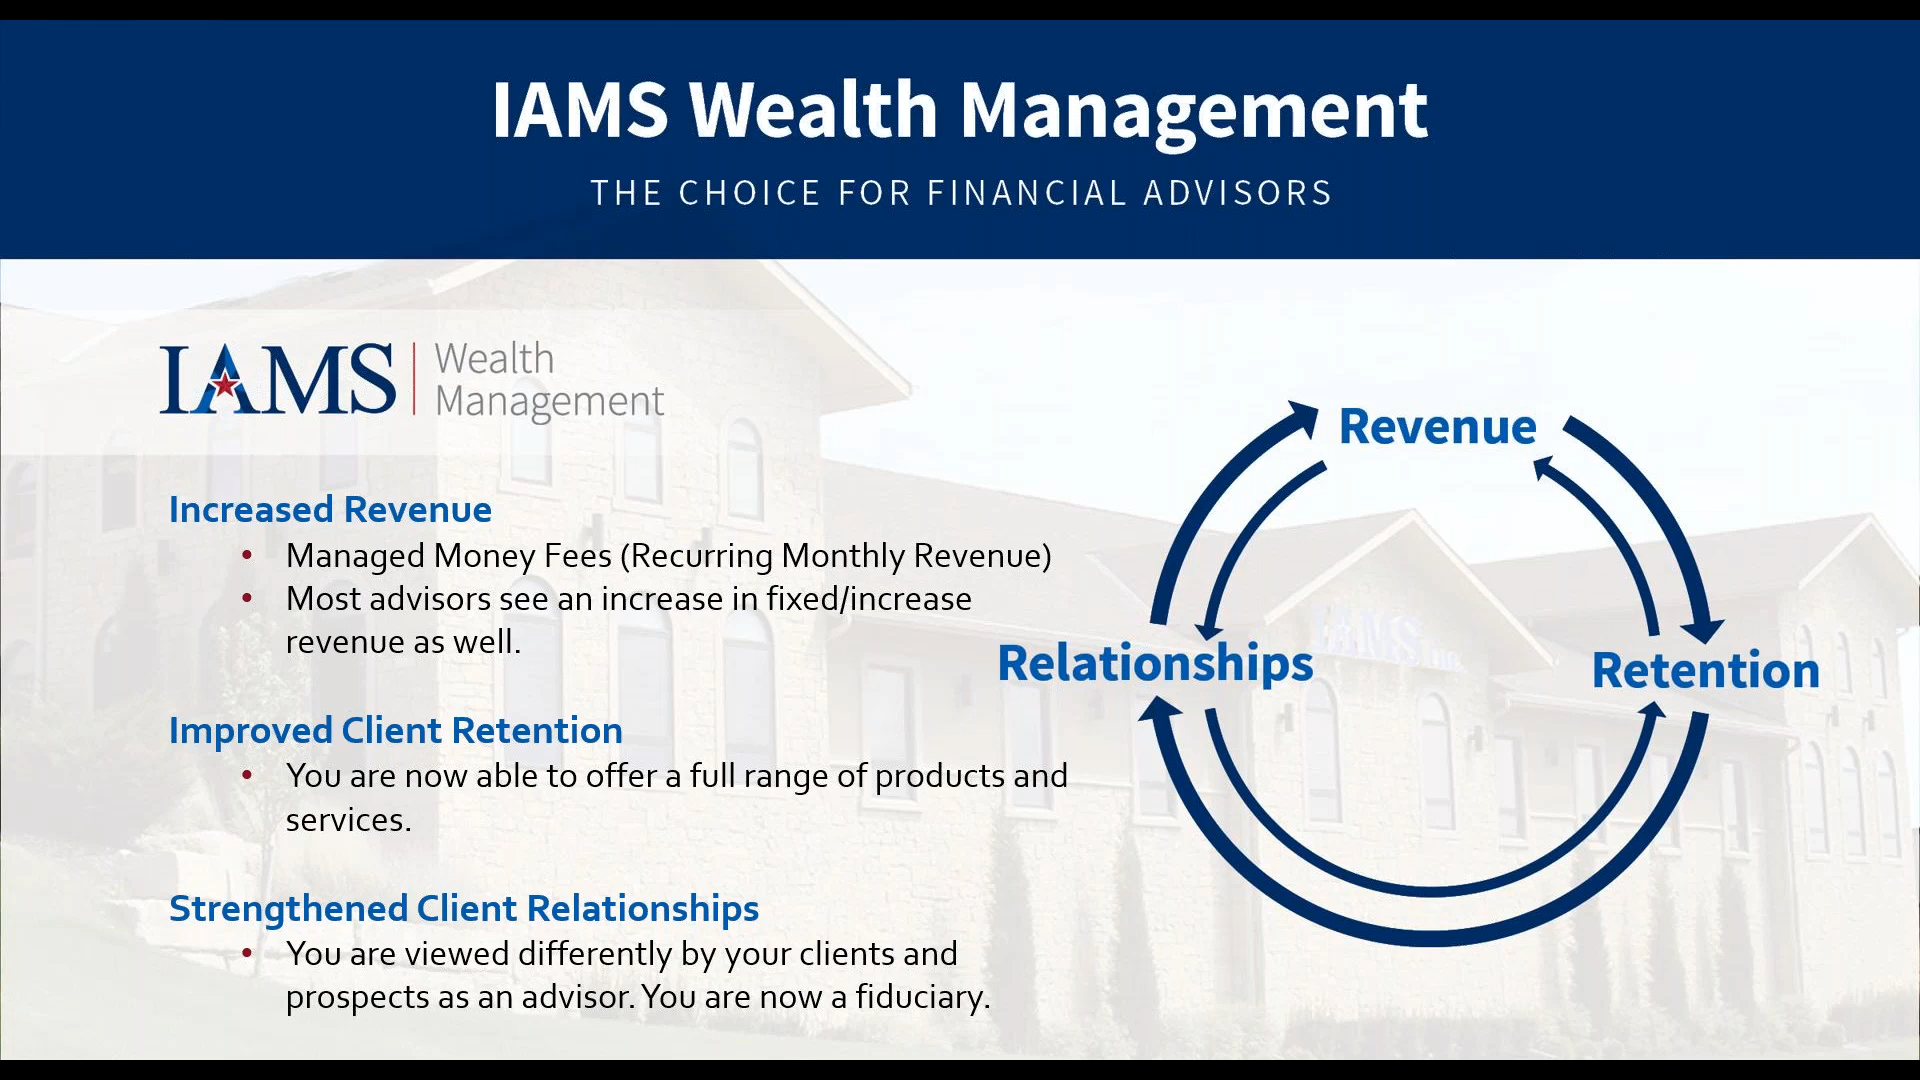 IAMS Wealth Management
THE CHOICE FOR FINANCIAL ADVISORS
IAMS
Wealth
Management
Increased Revenue
• Managed Money Fees (Recurring Monthly Revenue)
• Most advisors see an increase in fixed/increase
revenue as well.
Improved Client Retention
• You are now able to offer a full range of products and
services.
Strengthened Client Relationships
• You are viewed differently by your clients and
prospects as an advisor. You are now a fiduciary.
Revenue
Relationships
Retention
IAMS Inc.